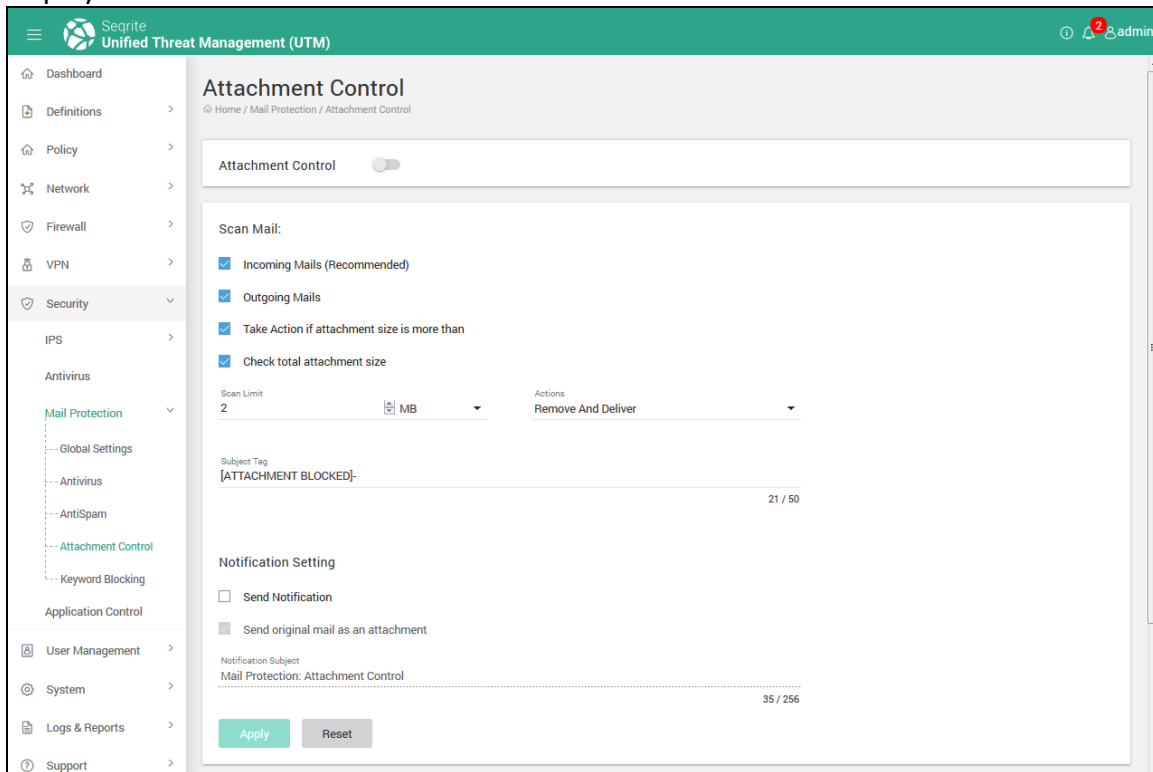 Seqrite
Unified Threat Management (UTM)
2
admin
Dashboard
Definitions
Policy
Network
Firewall
VPN
Security
IPS
Antivirus
Mail Protection
Global Settings
Antivirus
AntiSpam
Attachment Control
Keyword Blocking
Application Control
User Management
System
Logs & Reports
Support
Attachment Control
Home / Mail Protection / Attachment Control
Attachment Control
Scan Mail:
Incoming Mails (Recommended)
Outgoing Mails
Take Action if attachment size is more than
Check total attachment size
Scan Limit
2 MB
Actions
Remove And Deliver
Subject Tag
[ATTACHMENT BLOCKED]-
21 / 50
Notification Setting
Send Notification
Send original mail as an attachment
Notification Subject
Mail Protection: Attachment Control
35 / 256
Apply
Reset